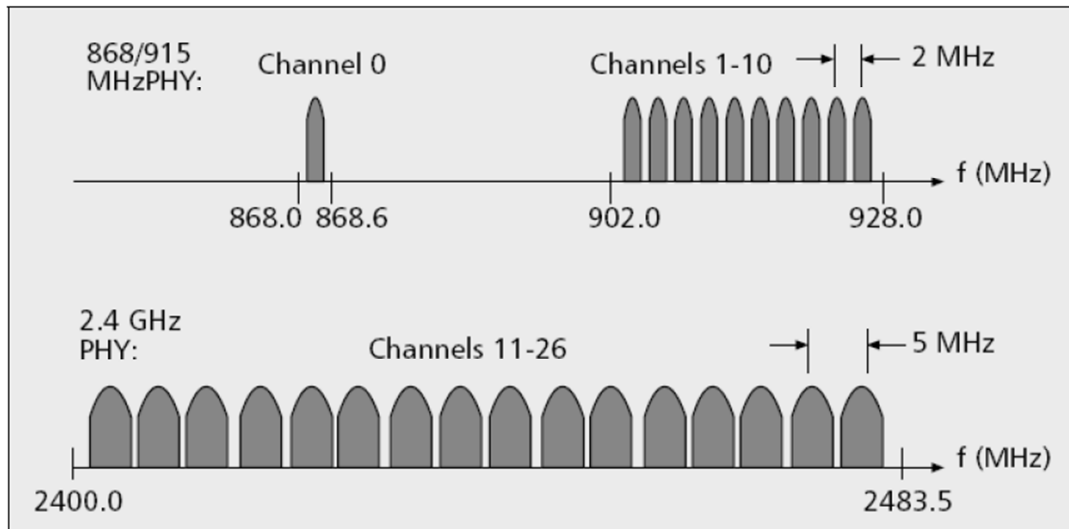 868/915
MHzPHY:
Channel 0
Channels 1-10
2 MHz
f (MHz)
868.0
868.6
902.0
928.0
2.4 GHz
PHY:
Channels 11-26
5 MHz
f (MHz)
2400.0
2483.5